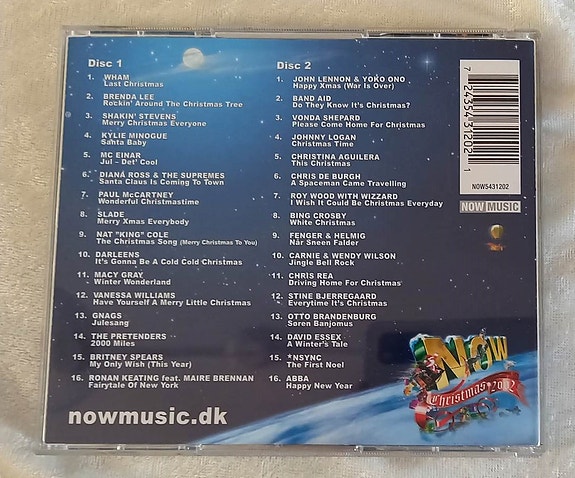 Disc 1
1. WHAM
Last Christmas
2. BRENDA LEE
Rockin' Around The Christmas Tree
3. SHAKIN' STEVENS
Merry Christmas Everyone
4. KYLIE MINOGUE
Santa Baby
5. MC EINAR
Jul - Det' Cool
6. DIANA ROSS & THE SUPREMES
Santa Claus Is Coming To Town
7. PAUL McCARTNEY
Wonderful Christmastime
8. SLADE
Merry Xmas Everybody
9. NAT "KING" COLE
The Christmas Song (Merry Christmas To You)
10. DARLEENS
It's Gonna Be A Cold Cold Christmas
11. MACY GRAY
Winter Wonderland
12. VANESSA WILLIAMS
Have Yourself A Merry Little Christmas
13. GNAGS
Julesang
14. THE PRETENDERS
2000 Miles
15. BRITNEY SPEARS
My Only Wish (This Year)
16. RONAN KEATING feat. MAIRE BRENNAN
Fairytale Of New York
nowmusic.dk
Disc 2
1. JOHN LENNON & YOKO ONO
Happy Xmas (War Is Over)
2. BAND AID
Do They Know It's Christmas?
3. VONDA SHEPARD
Please Come Home For Christmas
4. JOHNNY LOGAN
Christmas Time
5. CHRISTINA AGUILERA
This Christmas
6. CHRIS DE BURGH
A Spaceman Came Travelling
7. ROY WOOD WITH WIZZARD
I Wish It Could Be Christmas Everyday
8. BING CROSBY
White Christmas
9. FENGER & HELMIG
Når Sneen Falder
10. CARNIE & WENDY WILSON
Jingle Bell Rock
11. CHRIS REA
Driving Home For Christmas
12. STINE BJERREGAARD
Everytime It's Christmas
13. OTTO BRANDENBURG
Søren Banjomus
14. DAVID ESSEX
A Winter's Tale
15. *NSYNC
The First Noel
16. ABBA
Happy New Year
7 24354 31202 1
NOW5431202
NOW MUSIC
NOW
Christmas 2002